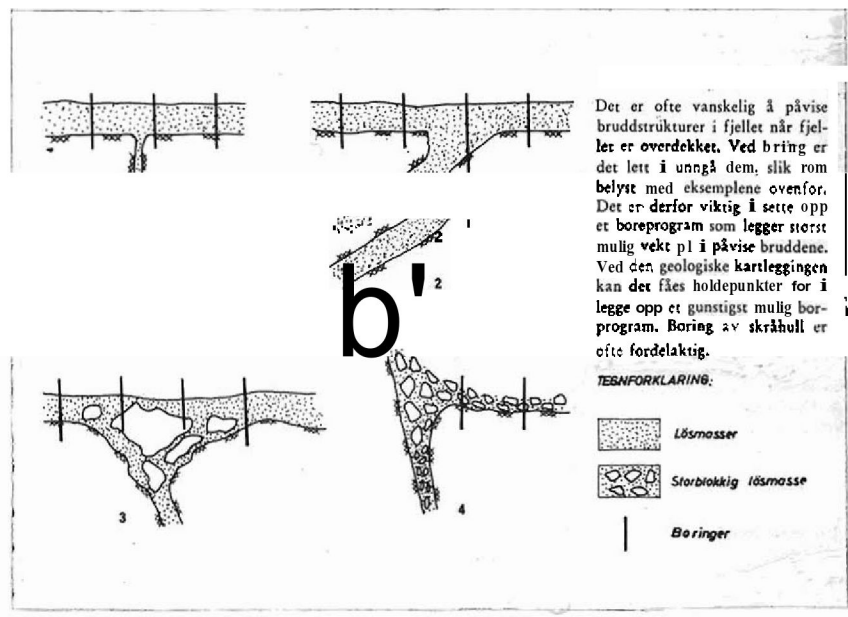 Det er ofte vanskelig å påvise
bruddstrukturer i fjellet når fjel-
let er overdekket. Ved bring er
det lett i unngå dem, slik rom
belyst med eksemplene ovenfor.
Det er derfor viktig i sette opp
et boreprogram som legger størst
mulig vekt pl i påvise bruddene.
Ved den geologiske kartleggingen
kan det fåes holdepunkter for i
legge opp et gunstigst mulig bor-
program. Boring av skråhull er
ofte fordelaktig.
2
2
b'
TEGNFORKLARING:
Lösmasser
Storblokkig lösmasse
Boringer
3
4